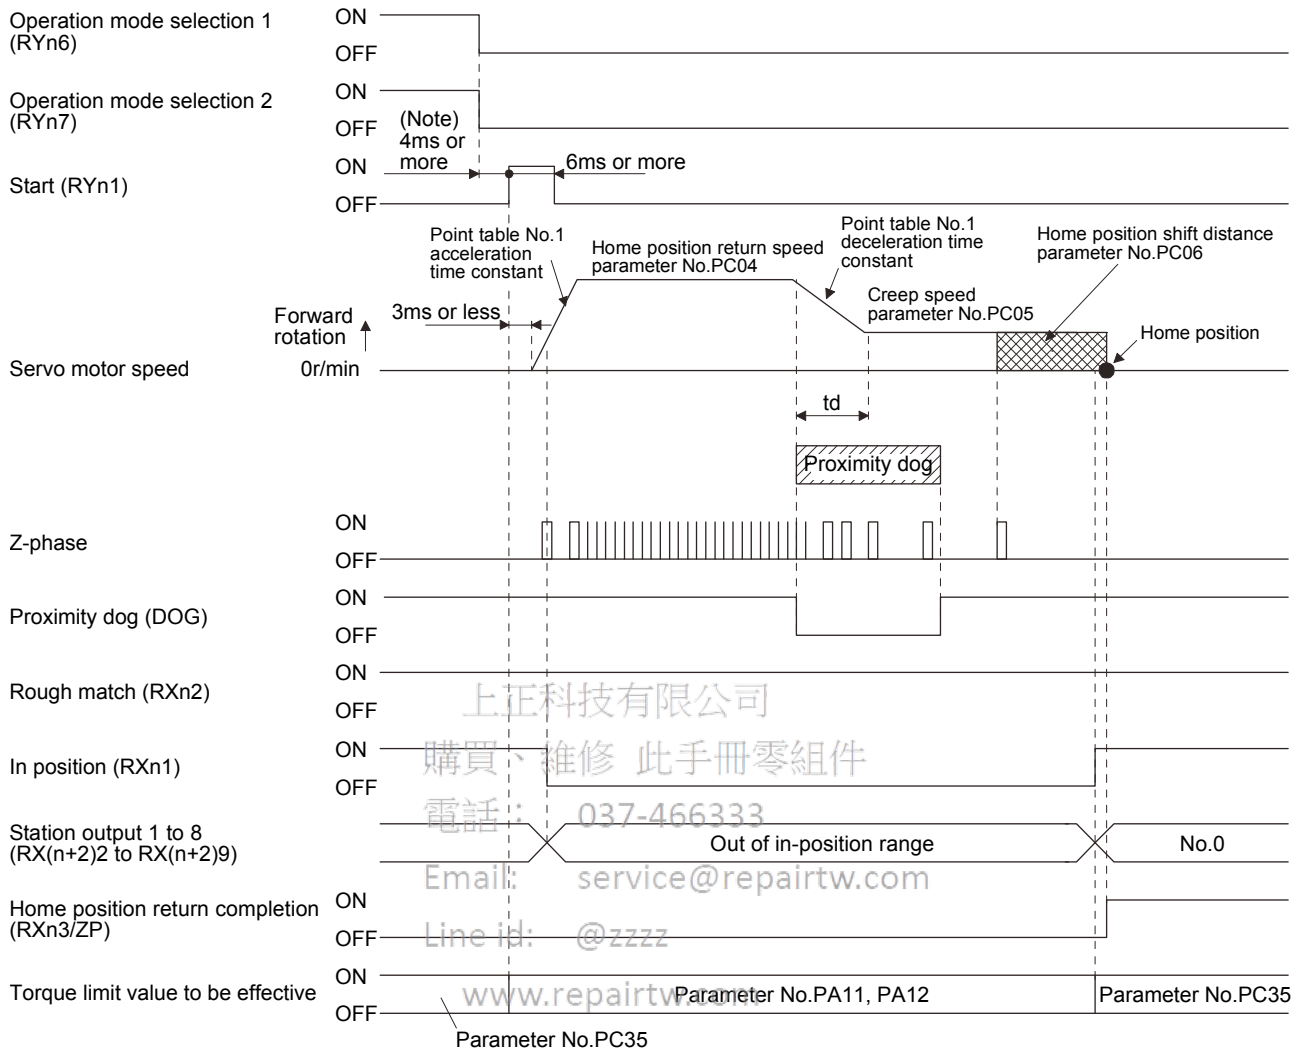 Operation mode selection 1
(RYn6)
ON
OFF
Operation mode selection 2
(RYn7)
ON
OFF
(Note)
4ms or
more
6ms or more
Start (RYn1)
ON
OFF
Point table No.1
acceleration
time constant
Home position return speed
parameter No.PC04
Point table No.1
deceleration time
constant
Home position shift distance
parameter No.PC06
Creep speed
parameter No.PC05
3ms or less
Forward
rotation
Home position
Servo motor speed
0r/min
td
Proximity dog
Z-phase
ON
OFF
Proximity dog (DOG)
ON
OFF
Rough match (RXn2)
ON
OFF
上正科技有限公司
In position (RXn1)
ON
OFF
購買、維修 此手冊零組件
電話： 037-466333
Station output 1 to 8
(RX(n+2)2 to RX(n+2)9)
Out of in-position range
No.0
Email: service@repairtw.com
Home position return completion
(RXn3/ZP)
ON
OFF
Line id: @zzzz
Torque limit value to be effective
ON
OFF
www.repairtw.com
Parameter No.PA11, PA12
Parameter No.PC35
Parameter No.PC35